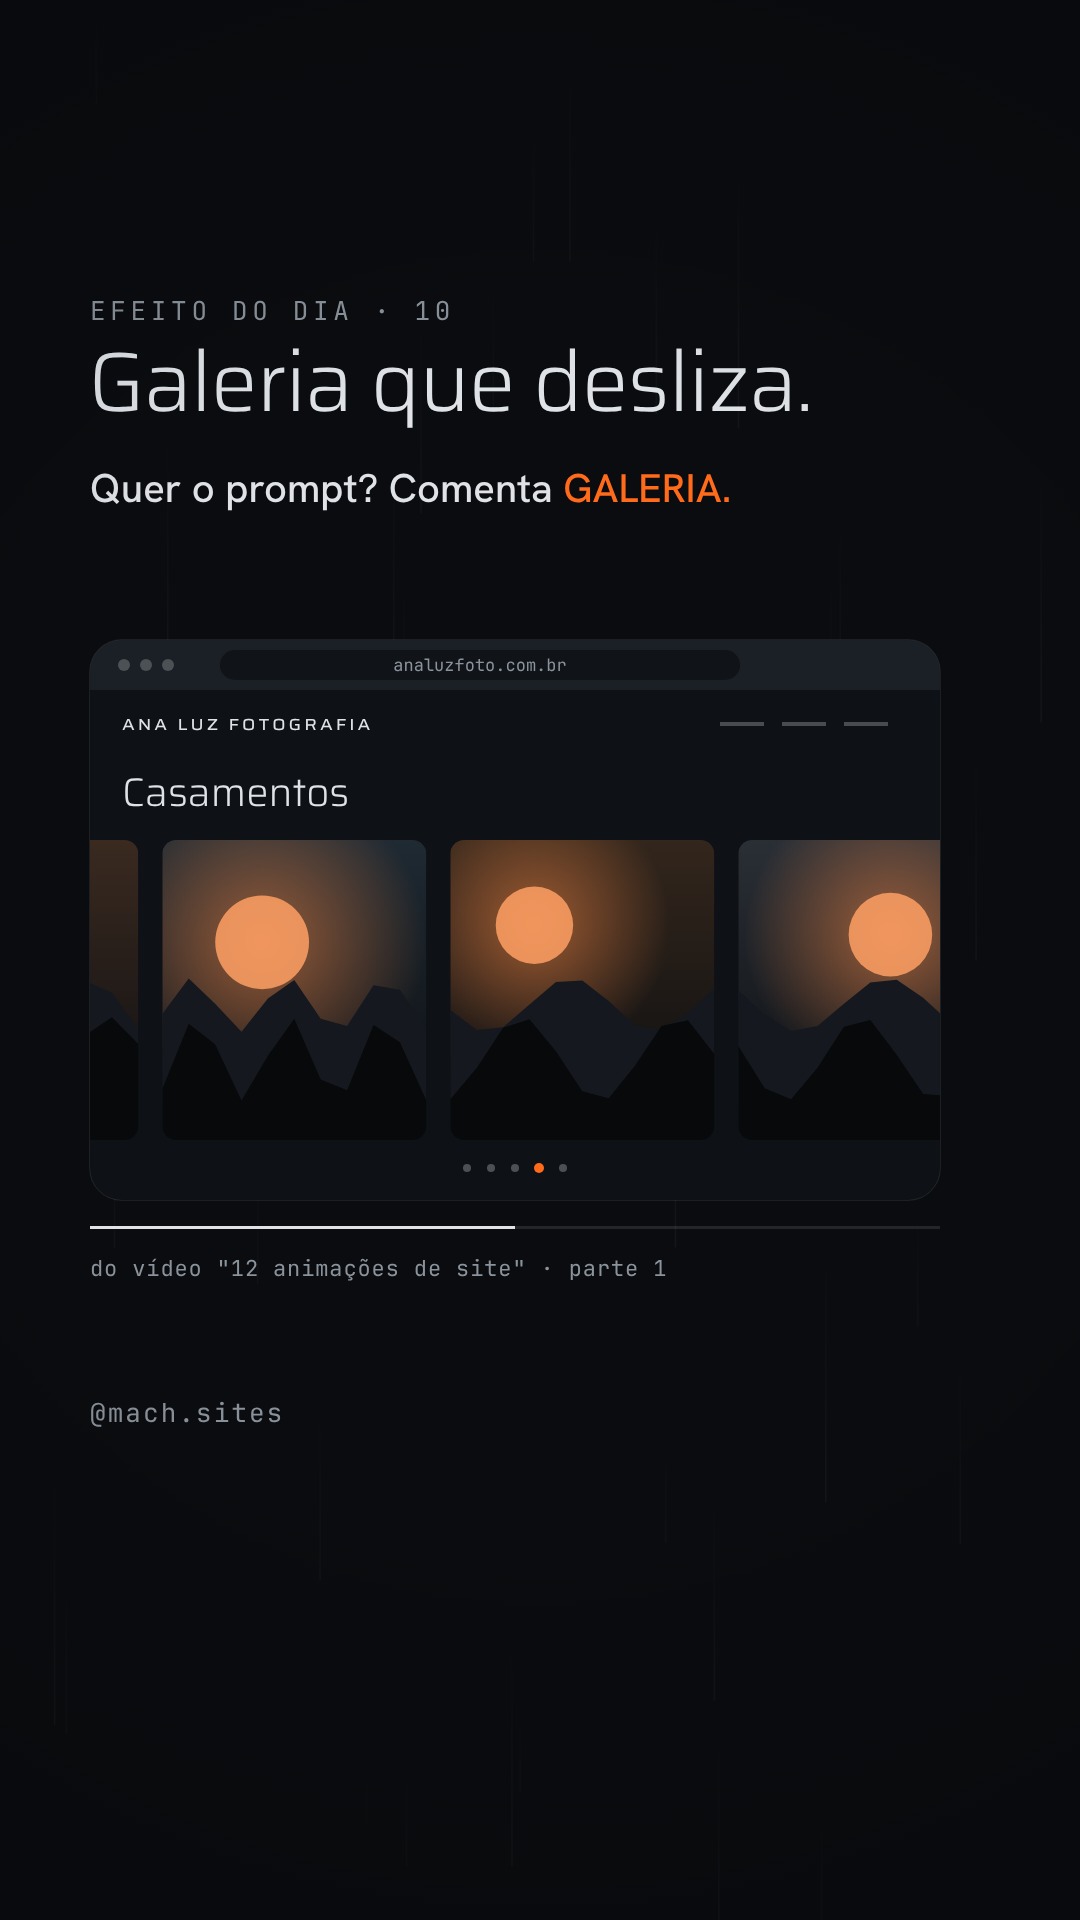 EFEITO DO DIA · 10
Galeria que desliza.
Quer o prompt? Comenta GALERIA.
analuzfoto.com.br
ANA LUZ FOTOGRAFIA
Casamentos
do vídeo "12 animações de site" · parte 1
@mach.sites